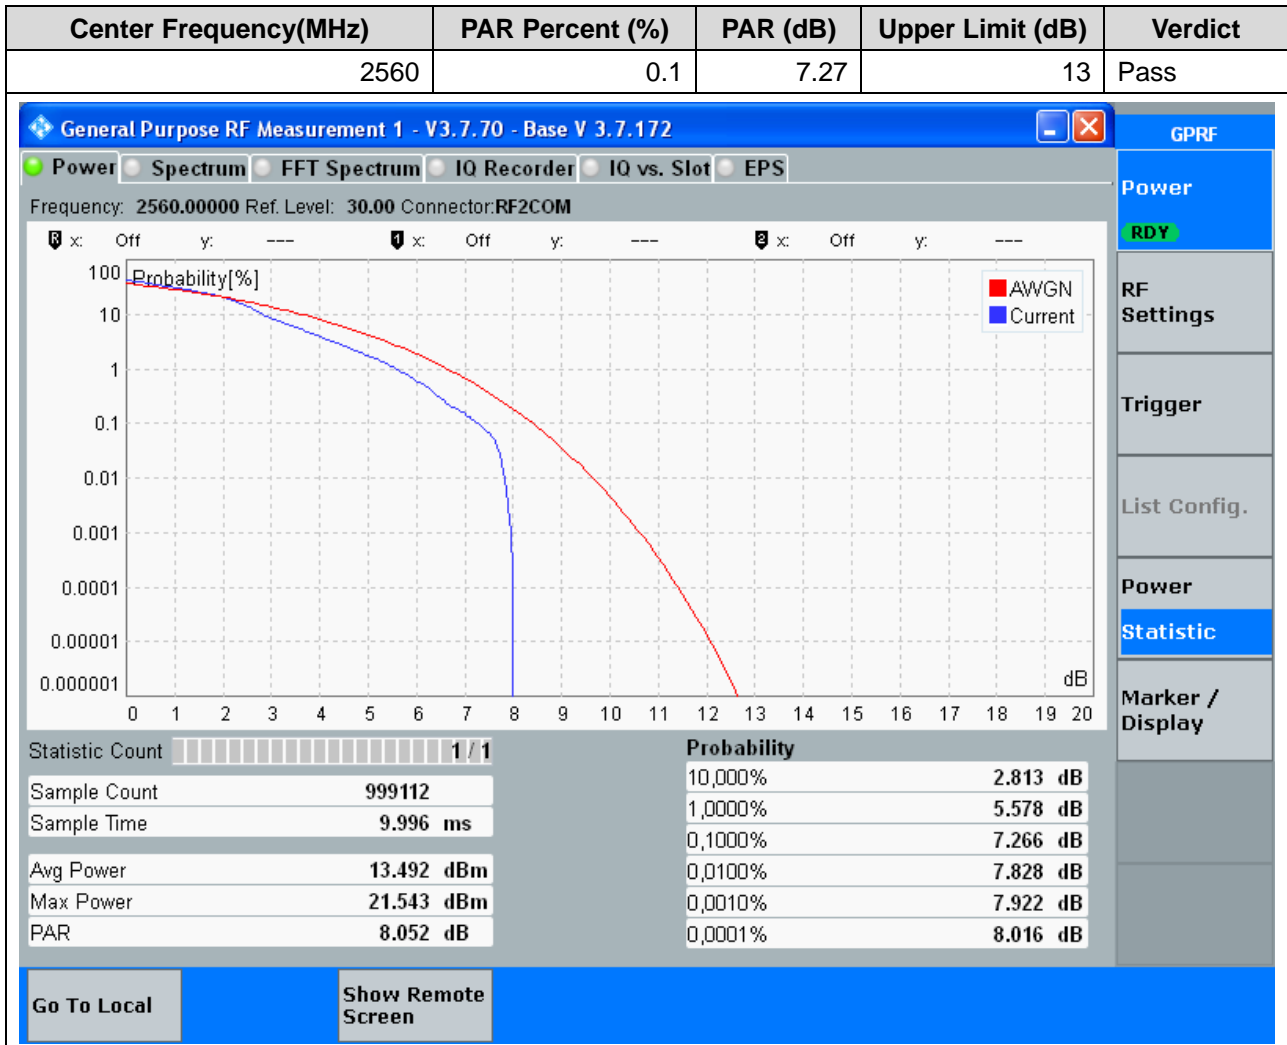 Center Frequency(MHz) PAR Percent (%) PAR (dB) Upper Limit (dB) Verdict
2560 0.1 7.27 13 Pass
General Purpose RF Measurement 1 - V3.7.70 - Base V 3.7.172
GPRF
Power Spectrum FFT Spectrum IQ Recorder IQ vs. Slot EPS
Frequency: 2560.00000 Ref. Level: 30.00 Connector:RF2COM
R x: Off y: --- 1 x: Off y: --- 2 x: Off y: ---
Probability[%]
AWGN
Current
100
10
1
0.1
0.01
0.001
0.0001
0.00001
0.000001
dB
0 1 2 3 4 5 6 7 8 9 10 11 12 13 14 15 16 17 18 19 20
Statistic Count 1 / 1
Sample Count 999112
Sample Time 9.996 ms
Avg Power 13.492 dBm
Max Power 21.543 dBm
PAR 8.052 dB
Probability
10,000% 2.813 dB
1,0000% 5.578 dB
0,1000% 7.266 dB
0,0100% 7.828 dB
0,0010% 7.922 dB
0,0001% 8.016 dB
Power
RDY
RF
Settings
Trigger
List Config.
Power
Statistic
Marker /
Display
Go To Local
Show Remote
Screen